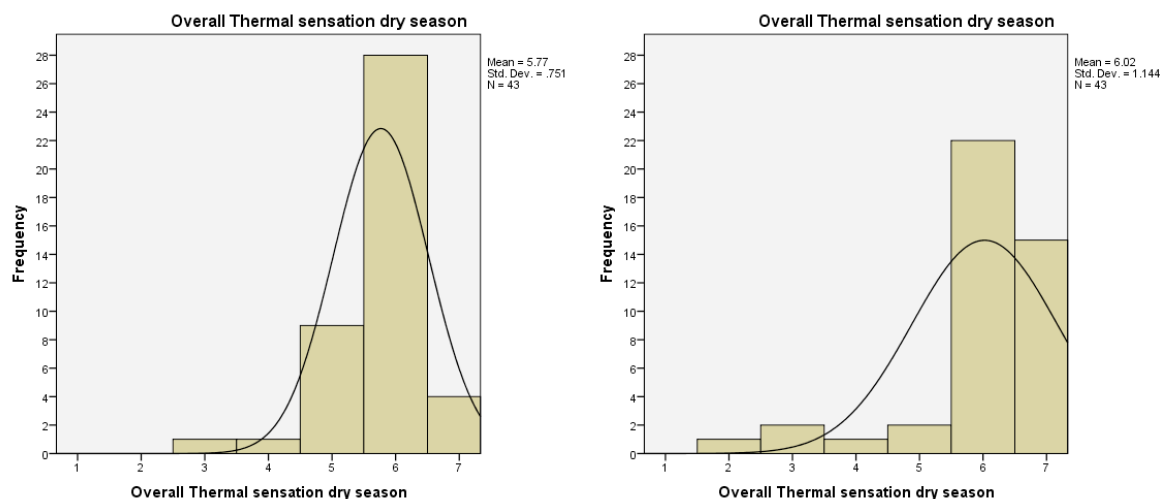 Overall Thermal sensation dry season
Mean = 5.77
Std. Dev. = .751
N = 43
28
26
24
22
20
18
16
14
12
10
8
6
4
2
0
Frequency
1 2 3 4 5 6 7
Overall Thermal sensation dry season
Overall Thermal sensation dry season
Mean = 6.02
Std. Dev. = 1.144
N = 43
28
26
24
22
20
18
16
14
12
10
8
6
4
2
0
Frequency
1 2 3 4 5 6 7
Overall Thermal sensation dry season